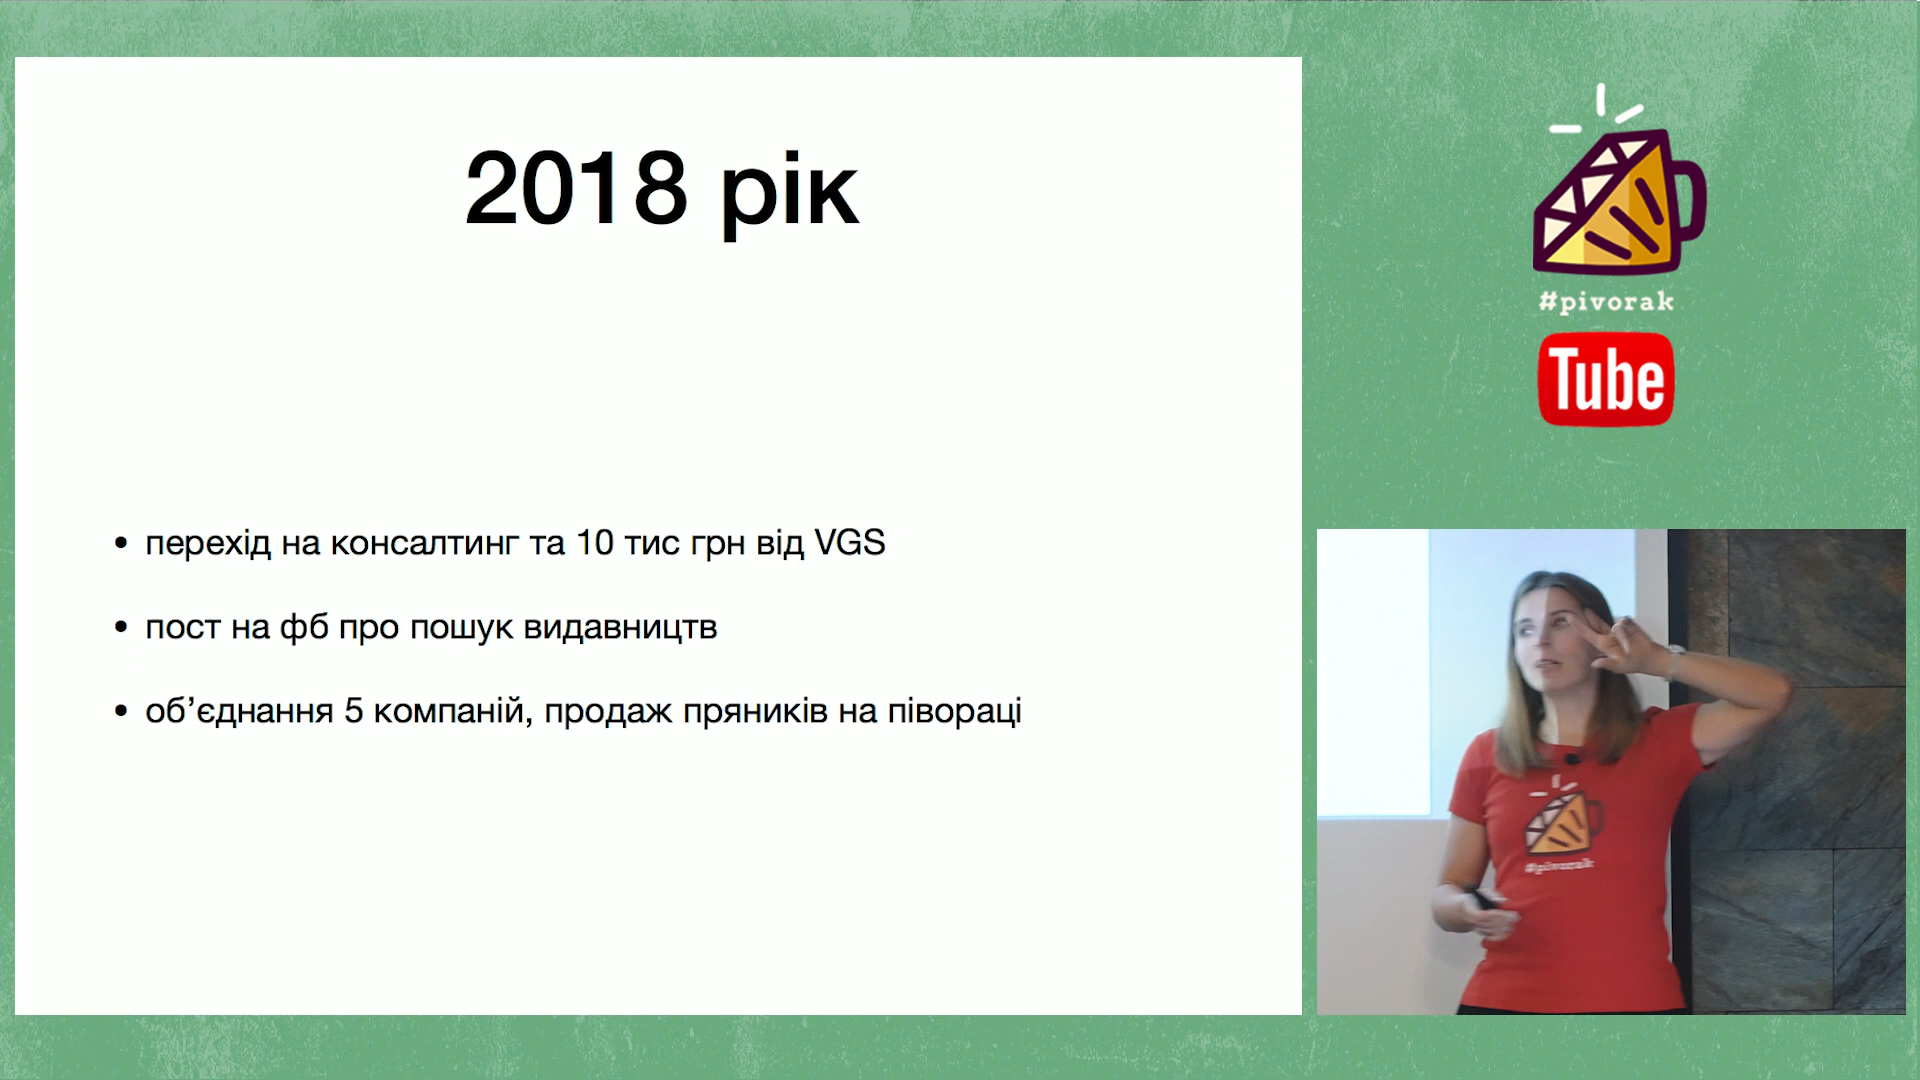 2018 рік
• перехід на консалтинг та 10 тис грн від VGS
• пост на фб про пошук видавництв
• об’єднання 5 компаній, продаж пряників на півораці
#pivorak
Tube
#pivorak